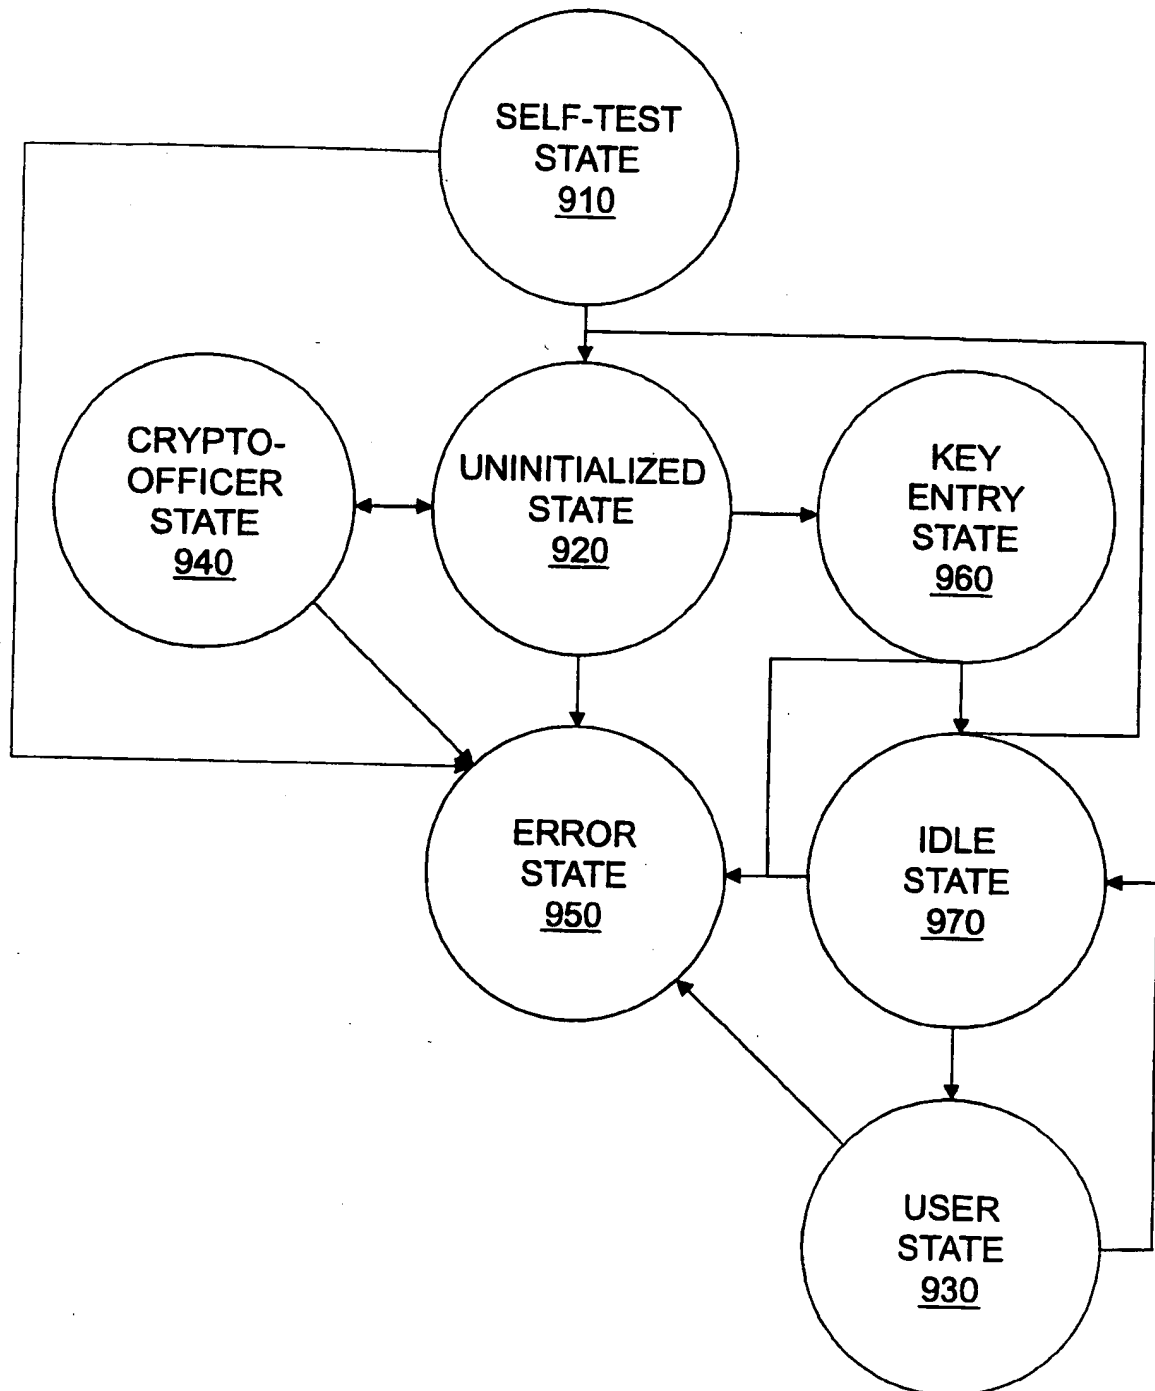 SELF-TEST
STATE
910
CRYPTO-
OFFICER
STATE
940
UNINITIALIZED
STATE
920
KEY
ENTRY
STATE
960
ERROR
STATE
950
IDLE
STATE
970
USER
STATE
930